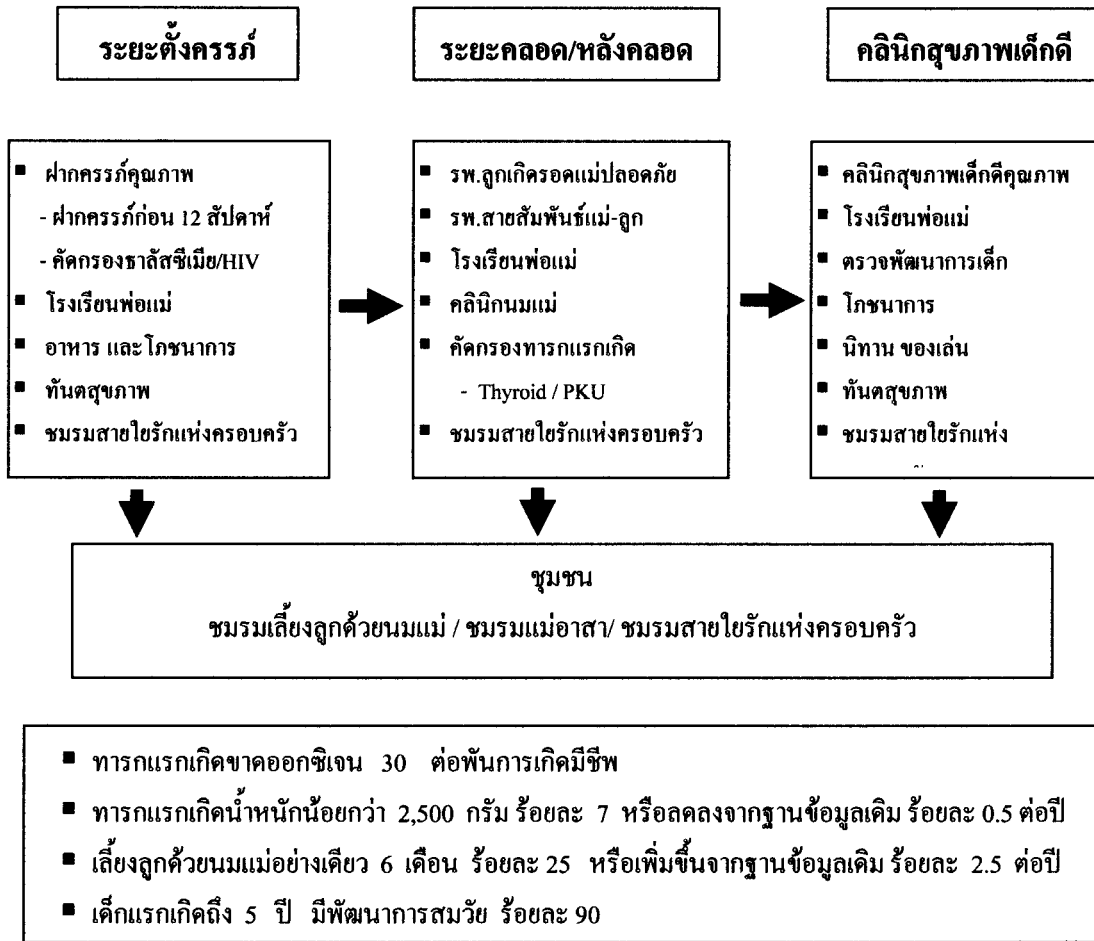 ระยะตั้งครรภ์
ระยะคลอด/หลังคลอด
คลินิกสุขภาพเด็กดี
▪ ฝากครรภ์คุณภาพ
- ฝากครรภ์ก่อน 12 สัปดาห์
- คัดกรองธาลัสซีเมีย/HIV
▪ โรงเรียนพ่อแม่
▪ อาหาร และโภชนาการ
▪ ทันตสุขภาพ
▪ ชมรมสายใยรักแห่งครอบครัว
▪ รพ.ลูกเกิดรอดแม่ปลอดภัย
▪ รพ.สายสัมพันธ์แม่-ลูก
▪ โรงเรียนพ่อแม่
▪ คลินิกนมแม่
▪ คัดกรองทารกแรกเกิด
- Thyroid / PKU
▪ ชมรมสายใยรักแห่งครอบครัว
▪ คลินิกสุขภาพเด็กดีคุณภาพ
▪ โรงเรียนพ่อแม่
▪ ตรวจพัฒนาการเด็ก
▪ โภชนาการ
▪ นิทาน ของเล่น
▪ ทันตสุขภาพ
▪ ชมรมสายใยรักแห่ง
ชุมชน
ชมรมเลี้ยงลูกด้วยนมแม่ / ชมรมแม่อาสา/ ชมรมสายใยรักแห่งครอบครัว
▪ ทารกแรกเกิดขาดออกซิเจน 30 ต่อพันการเกิดมีชีพ
▪ ทารกแรกเกิดน้ำหนักน้อยกว่า 2,500 กรัม ร้อยละ 7 หรือลดลงจากฐานข้อมูลเดิม ร้อยละ 0.5 ต่อปี
▪ เลี้ยงลูกด้วยนมแม่อย่างเดียว 6 เดือน ร้อยละ 25 หรือเพิ่มขึ้นจากฐานข้อมูลเดิม ร้อยละ 2.5 ต่อปี
▪ เด็กแรกเกิดถึง 5 ปี มีพัฒนาการสมวัย ร้อยละ 90